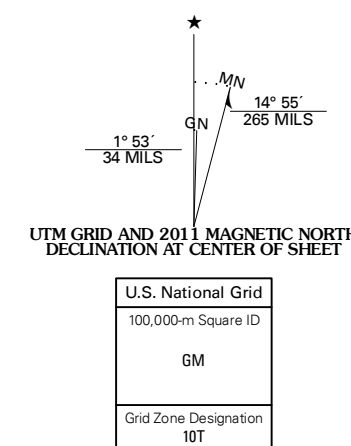 ★
MN
GN
14° 55´
265 MILS
1° 53´
34 MILS
UTM GRID AND 2011 MAGNETIC NORTH
DECLINATION AT CENTER OF SHEET
U.S. National Grid
100,000-m Square ID
GM
Grid Zone Designation
10T